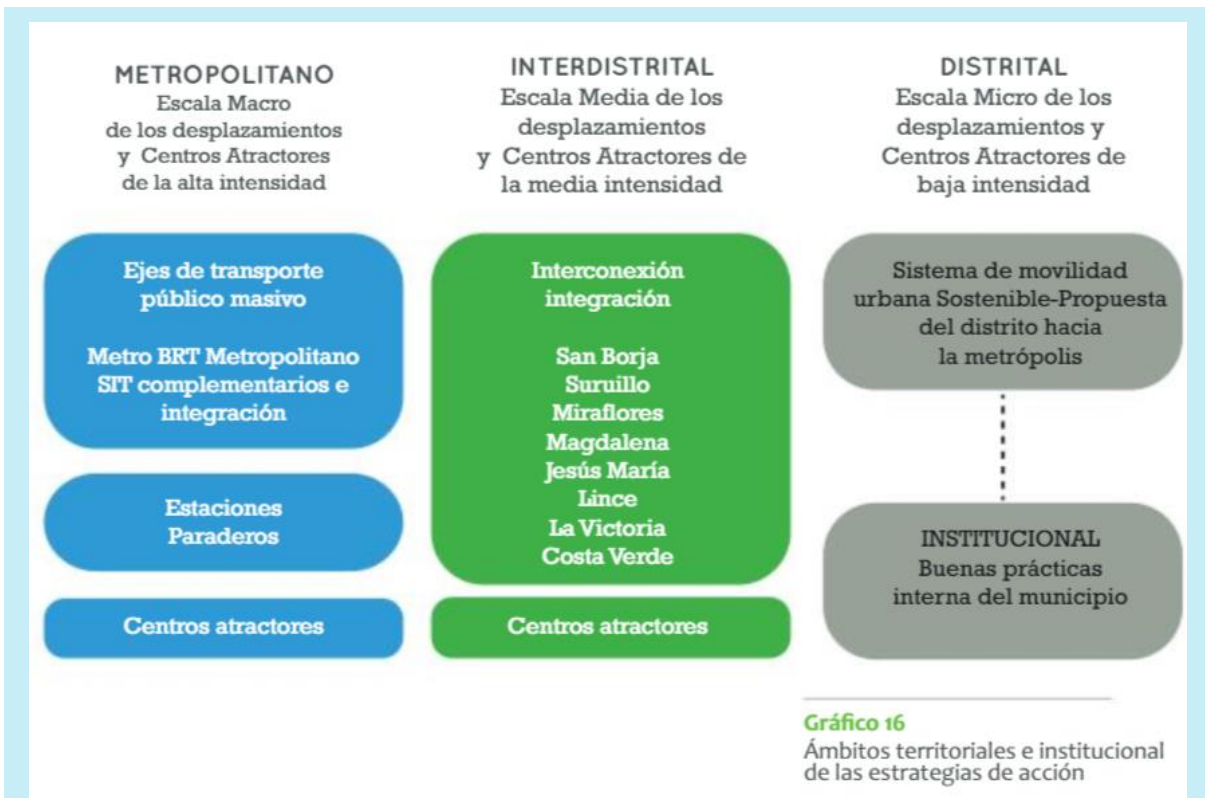 METROPOLITANO
Escala Macro
de los desplazamientos
y Centros Atractores
de la alta intensidad
Ejes de transporte
público masivo
Metro BRT Metropolitano
SIT complementarios e
integración
Estaciones
Paraderos
Centros atractores
INTERDISTRITAL
Escala Media de los
desplazamientos
y Centros Atractores de
la media intensidad
Interconexión
integración
San Borja
Suruillo
Miraflores
Magdalena
Jesús María
Lince
La Victoria
Costa Verde
Centros atractores
DISTRITAL
Escala Micro de los
desplazamientos y
Centros Atractores de
baja intensidad
Sistema de movilidad
urbana Sostenible-Propuesta
del distrito hacia
la metrópolis
INSTITUCIONAL
Buenas prácticas
interna del municipio
Gráfico 16
Ámbitos territoriales e institucional
de las estrategias de acción